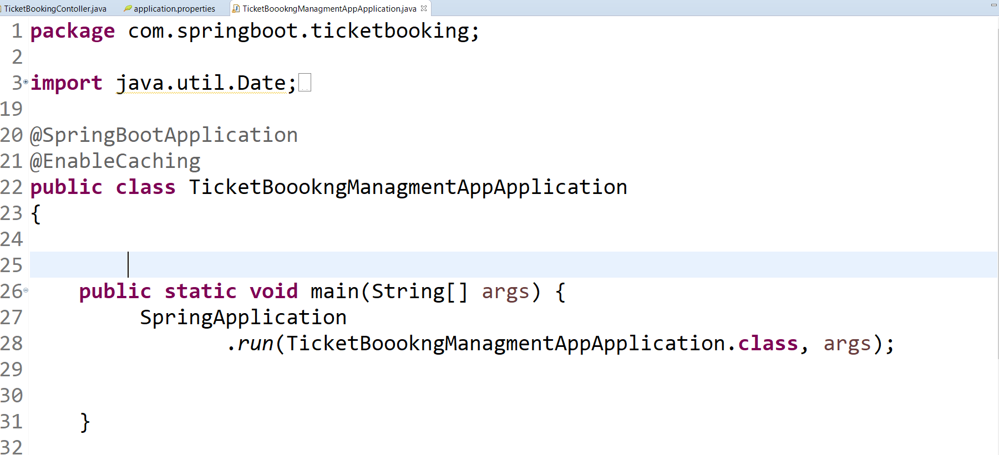 TicketBookingContoller.java application.properties TicketBoookngManagmentAppApplication.java
1 package com.springboot.ticketbooking;
2
3 import java.util.Date;
19
20 @SpringBootApplication
21 @EnableCaching
22 public class TicketBoookngManagmentAppApplication
23 {
24
25
26 public static void main(String[] args) {
27 SpringApplication
28 .run(TicketBoookngManagmentAppApplication.class, args);
29
30
31 }
32